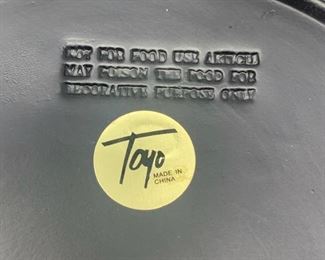 NOT FOR FOOD USE ARTICLE
MAY POISON THE FOOD FOR
DECORATIVE PURPOSE ONLY
Toyo
MADE IN
CHINA